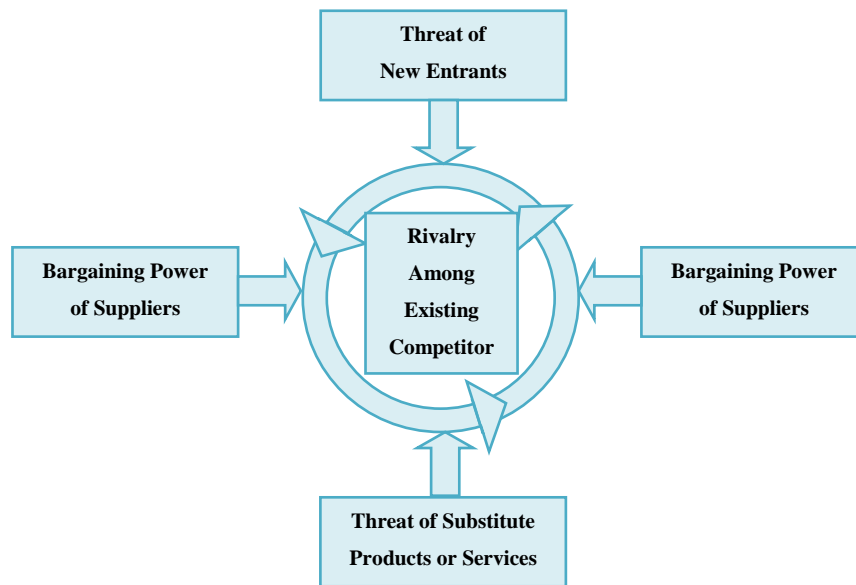 Threat of
New Entrants
Rivalry
Among
Existing
Competitor
Bargaining Power
of Suppliers
Bargaining Power
of Suppliers
Threat of Substitute
Products or Services